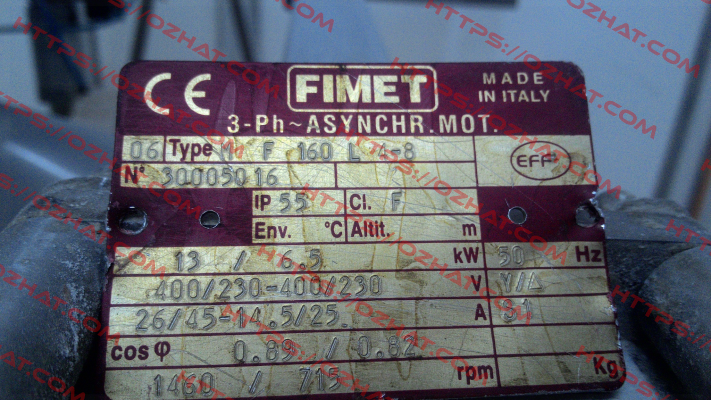 CE FIMET MADE IN ITALY
3-Ph~ASYNCHR.MOT.
06 Type M F 160 L 4-8
N° 30005016
EFF
IP 55 Cl. F
Env. °C Altit. m
13 / 6.5 kW 50 Hz
400/230-400/230 V Y/Δ
26/45-14.5/25 A S1
cos φ 0.89 / 0.82
1460 / 715 rpm Kg
HTTPS://OZHAT.COM